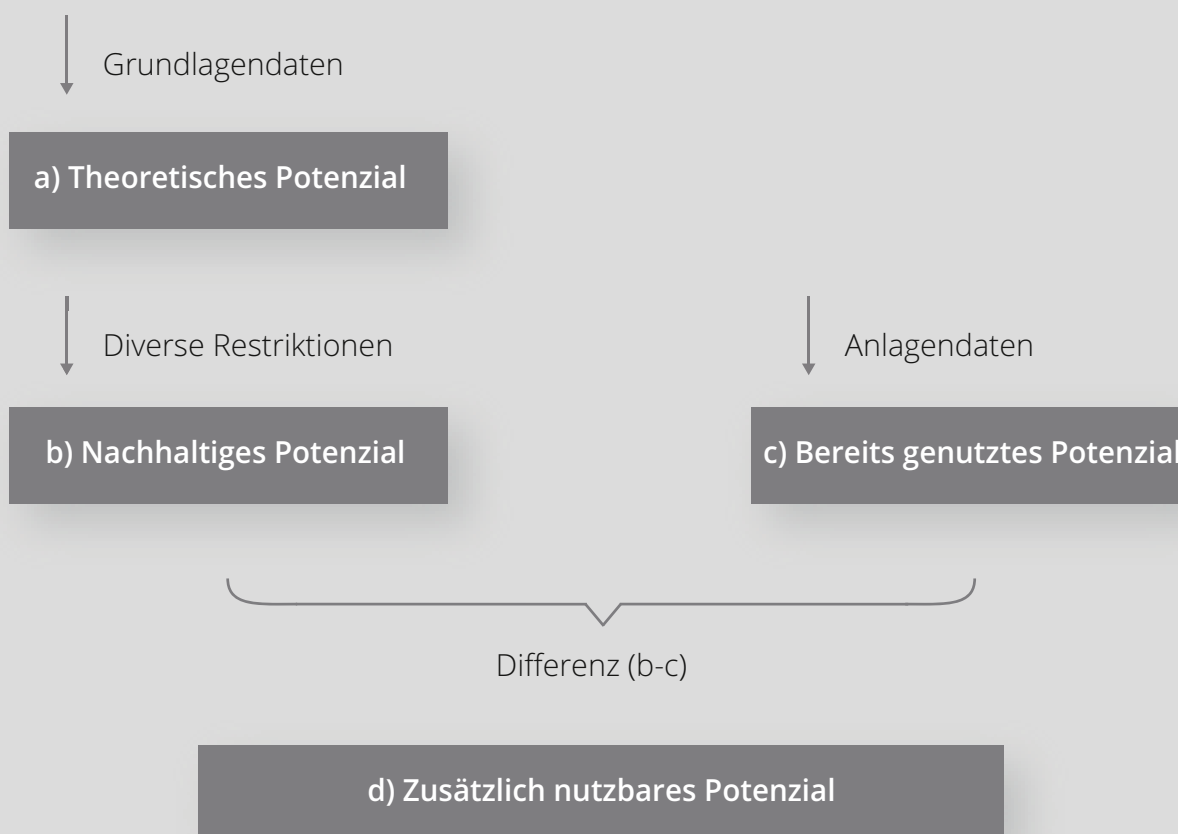 Grundlagendaten
a) Theoretisches Potenzial
Diverse Restriktionen
Anlagendaten
b) Nachhaltiges Potenzial
c) Bereits genutztes Potenzial
Differenz (b-c)
d) Zusätzlich nutzbares Potenzial